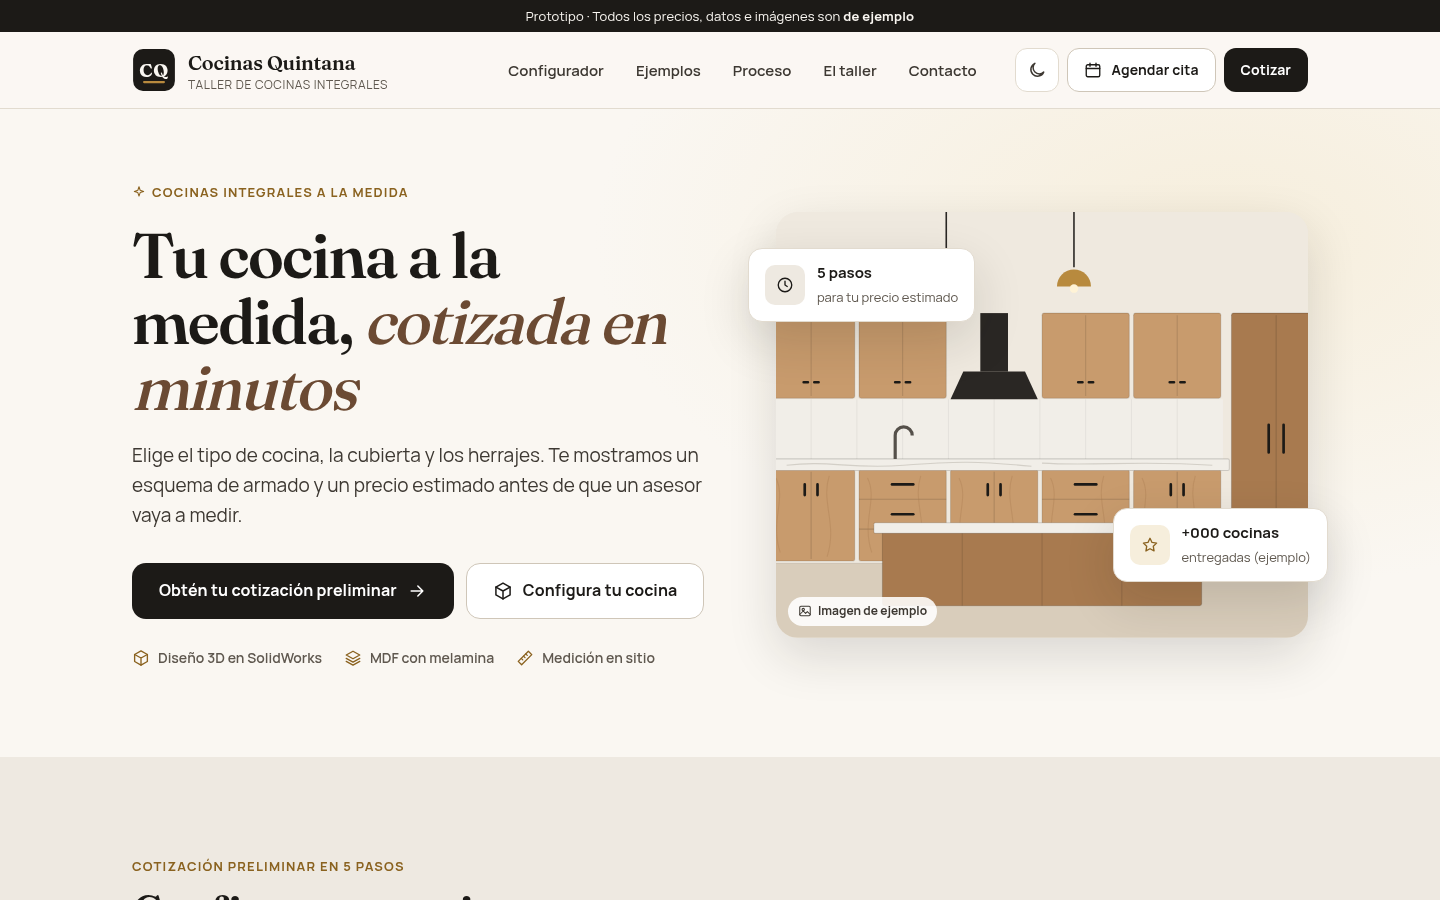 Prototipo · Todos los precios, datos e imágenes son de ejemplo
CQ
Cocinas Quintana
TALLER DE COCINAS INTEGRALES
Configurador
Ejemplos
Proceso
El taller
Contacto
Agendar cita
Cotizar
COCINAS INTEGRALES A LA MEDIDA
Tu cocina a la
medida, cotizada en
minutos
Elige el tipo de cocina, la cubierta y los herrajes. Te mostramos un
esquema de armado y un precio estimado antes de que un asesor
vaya a medir.
Obtén tu cotización preliminar
Configura tu cocina
Diseño 3D en SolidWorks
MDF con melamina
Medición en sitio
5 pasos
para tu precio estimado
+000 cocinas
entregadas (ejemplo)
Imagen de ejemplo
COTIZACIÓN PRELIMINAR EN 5 PASOS